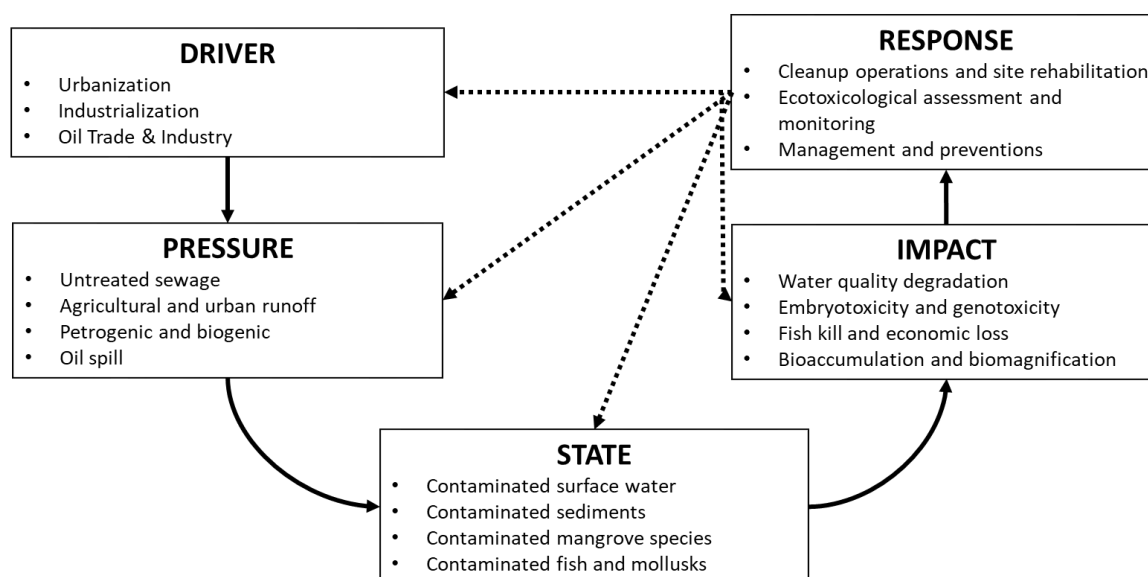 DRIVER
• Urbanization
• Industrialization
• Oil Trade & Industry
PRESSURE
• Untreated sewage
• Agricultural and urban runoff
• Petrogenic and biogenic
• Oil spill
STATE
• Contaminated surface water
• Contaminated sediments
• Contaminated mangrove species
• Contaminated fish and mollusks
IMPACT
• Water quality degradation
• Embryotoxicity and genotoxicity
• Fish kill and economic loss
• Bioaccumulation and biomagnification
RESPONSE
• Cleanup operations and site rehabilitation
• Ecotoxicological assessment and
monitoring
• Management and preventions